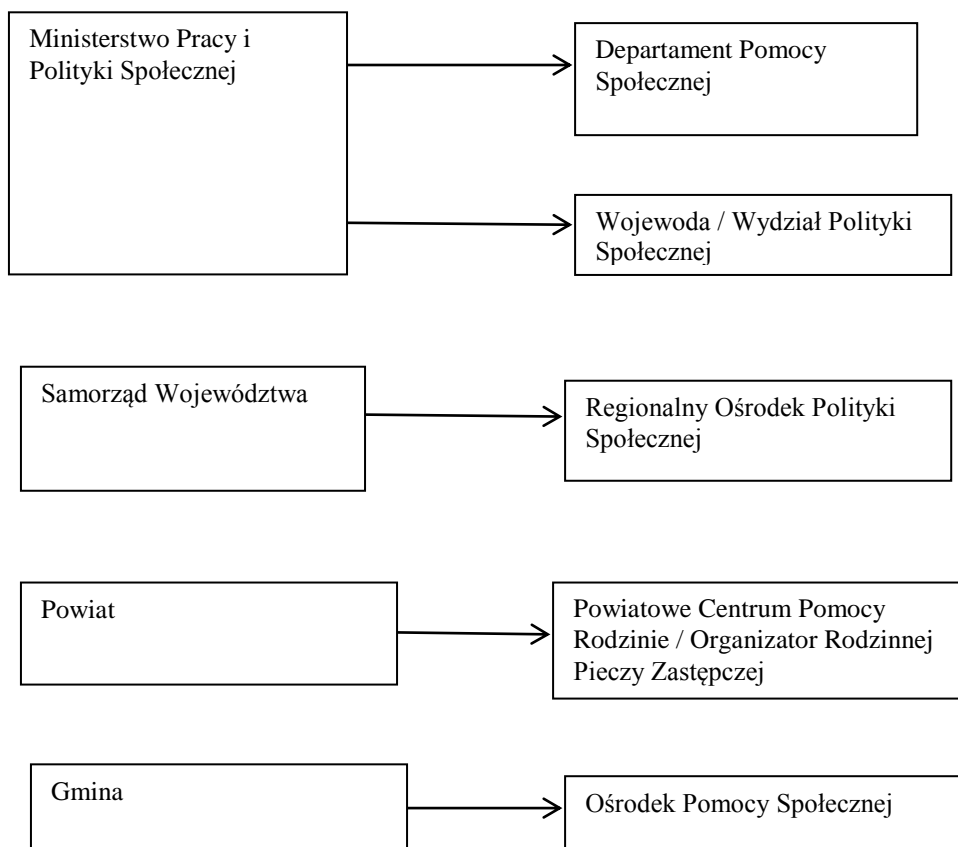 Ministerstwo Pracy i
Polityki Społecznej
Departament Pomocy
Społecznej
Wojewoda / Wydział Polityki
Społecznej
Samorząd Województwa
Regionalny Ośrodek Polityki
Społecznej
Powiat
Powiatowe Centrum Pomocy
Rodzinie / Organizator Rodzinnej
Pieczy Zastępczej
Gmina
Ośrodek Pomocy Społecznej